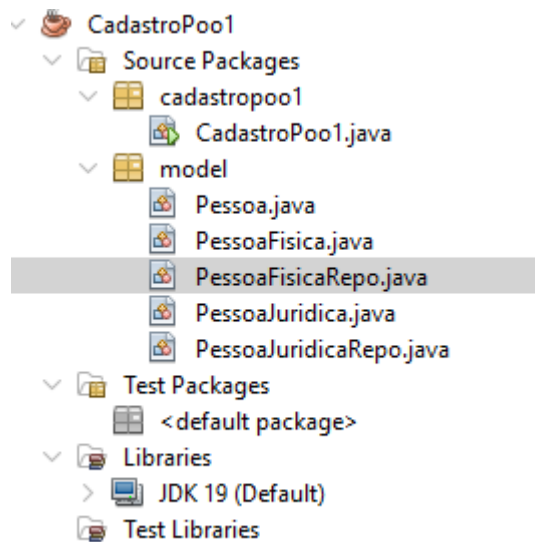 CadastroPoo1
Source Packages
cadastropoo1
CadastroPoo1.java
model
Pessoa.java
PessoaFisica.java
PessoaFisicaRepo.java
PessoaJuridica.java
PessoaJuridicaRepo.java
Test Packages
<default package>
Libraries
JDK 19 (Default)
Test Libraries